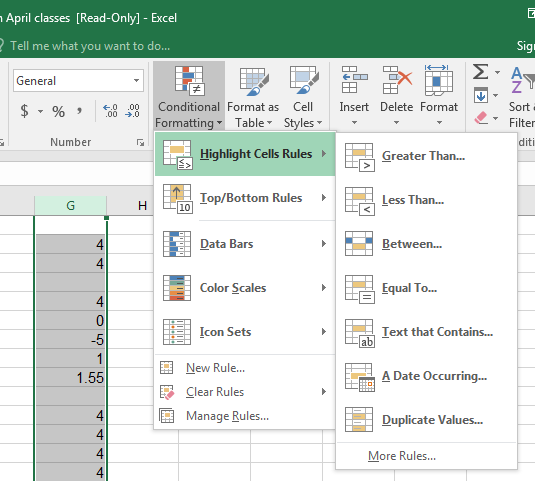 n April classes [Read-Only] - Excel
Tell me what you want to do...
General
$ % , .00
.00 .0
Number
Conditional
Formatting
Format as
Table
Cell
Styles
Insert
Delete
Format
Sort &
Filter
Highlight Cells Rules
Top/Bottom Rules
Data Bars
Color Scales
Icon Sets
New Rule...
Clear Rules
Manage Rules...
Greater Than...
Less Than...
Between...
Equal To...
Text that Contains...
A Date Occurring...
Duplicate Values...
More Rules...
G
H
4
4
4
0
-5
1
1.55
4
4
4
4